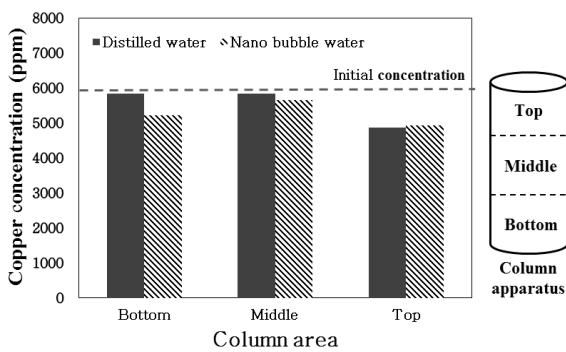 8000
7000
6000
5000
4000
3000
2000
1000
0
Copper concentration (ppm)
Distilled water
Nano bubble water
Initial concentration
Bottom
Middle
Top
Column area
Top
Middle
Bottom
Column
apparatus